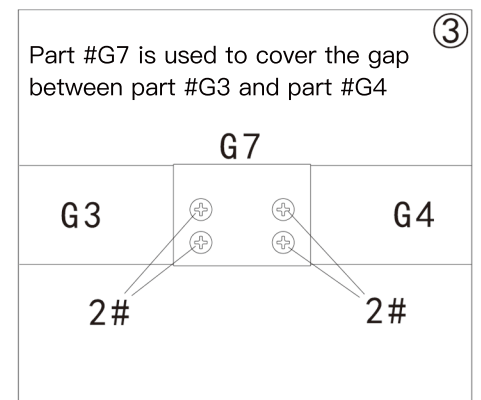 ③
Part #G7 is used to cover the gap
between part #G3 and part #G4
G7
G3
G4
2#
2#